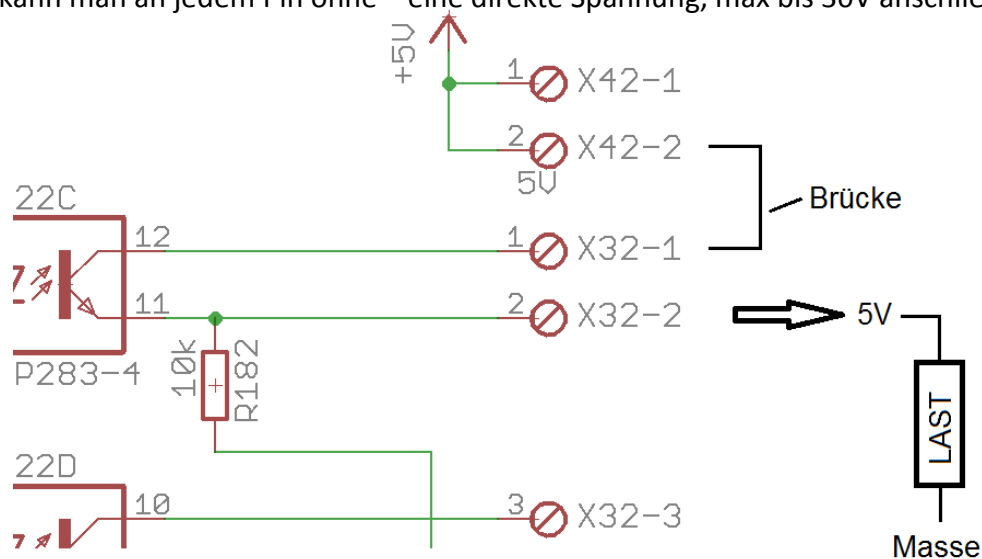 kann man an jedem Pin ohne eine direkte Spannung, max bis 30V anschlie
+5V
1 X42-1
2 X42-2
5V
Brücke
22C
12
1 X32-1
11
2 X32-2
5V
P283-4
10k
R182
LAST
22D
10
3 X32-3
Masse